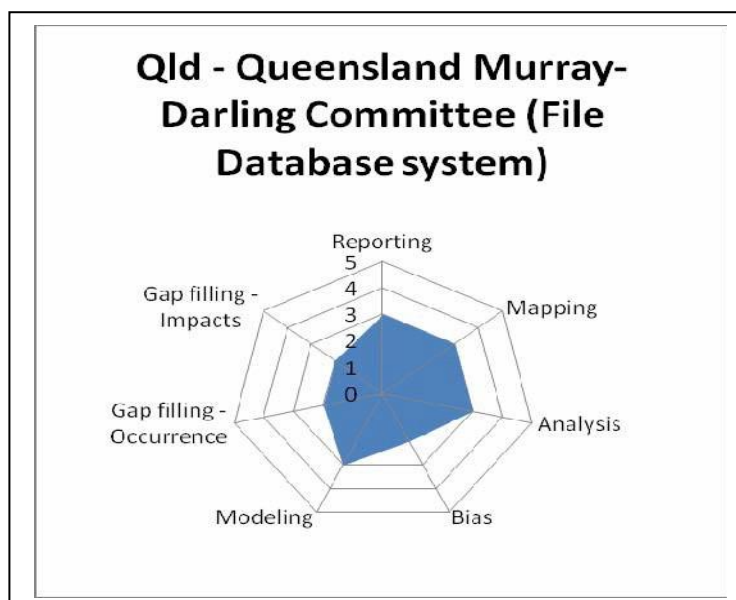 Qld - Queensland Murray-
Darling Committee (File
Database system)
Reporting
5
4
3
2
1
0
Mapping
Analysis
Bias
Modeling
Gap filling -
Occurrence
Gap filling -
Impacts